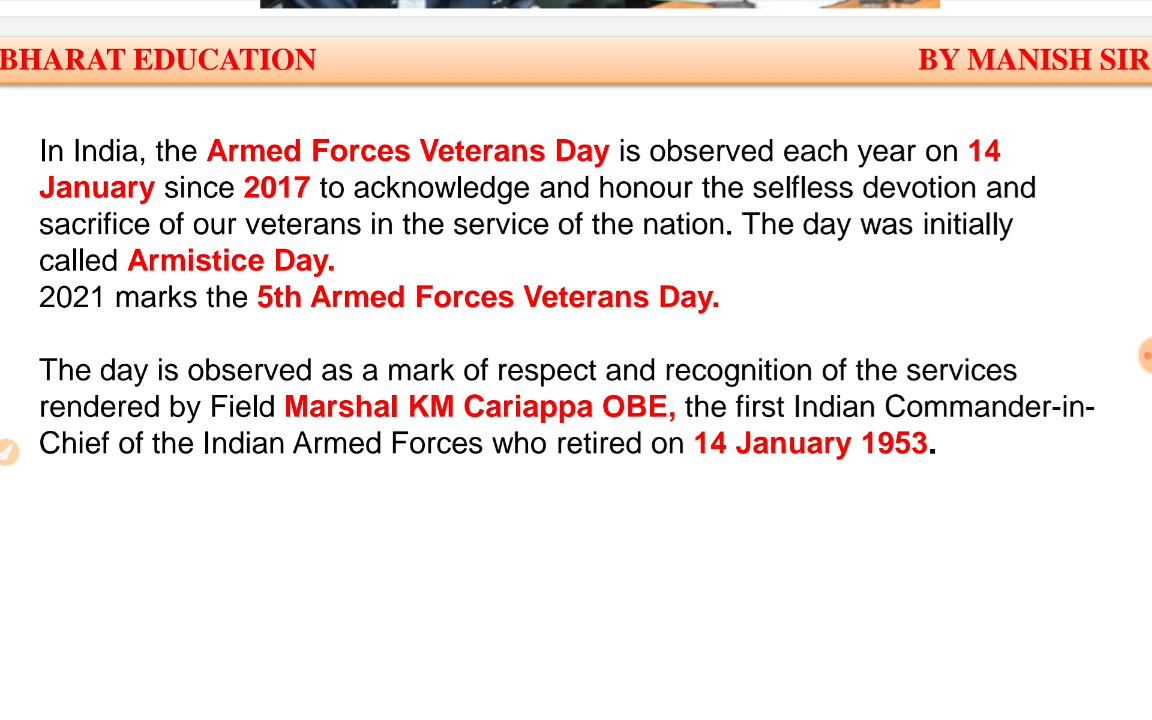 BHARAT EDUCATION BY MANISH SIR
In India, the Armed Forces Veterans Day is observed each year on 14
January since 2017 to acknowledge and honour the selfless devotion and
sacrifice of our veterans in the service of the nation. The day was initially
called Armistice Day.
2021 marks the 5th Armed Forces Veterans Day.
The day is observed as a mark of respect and recognition of the services
rendered by Field Marshal KM Cariappa OBE, the first Indian Commander-in-
Chief of the Indian Armed Forces who retired on 14 January 1953.